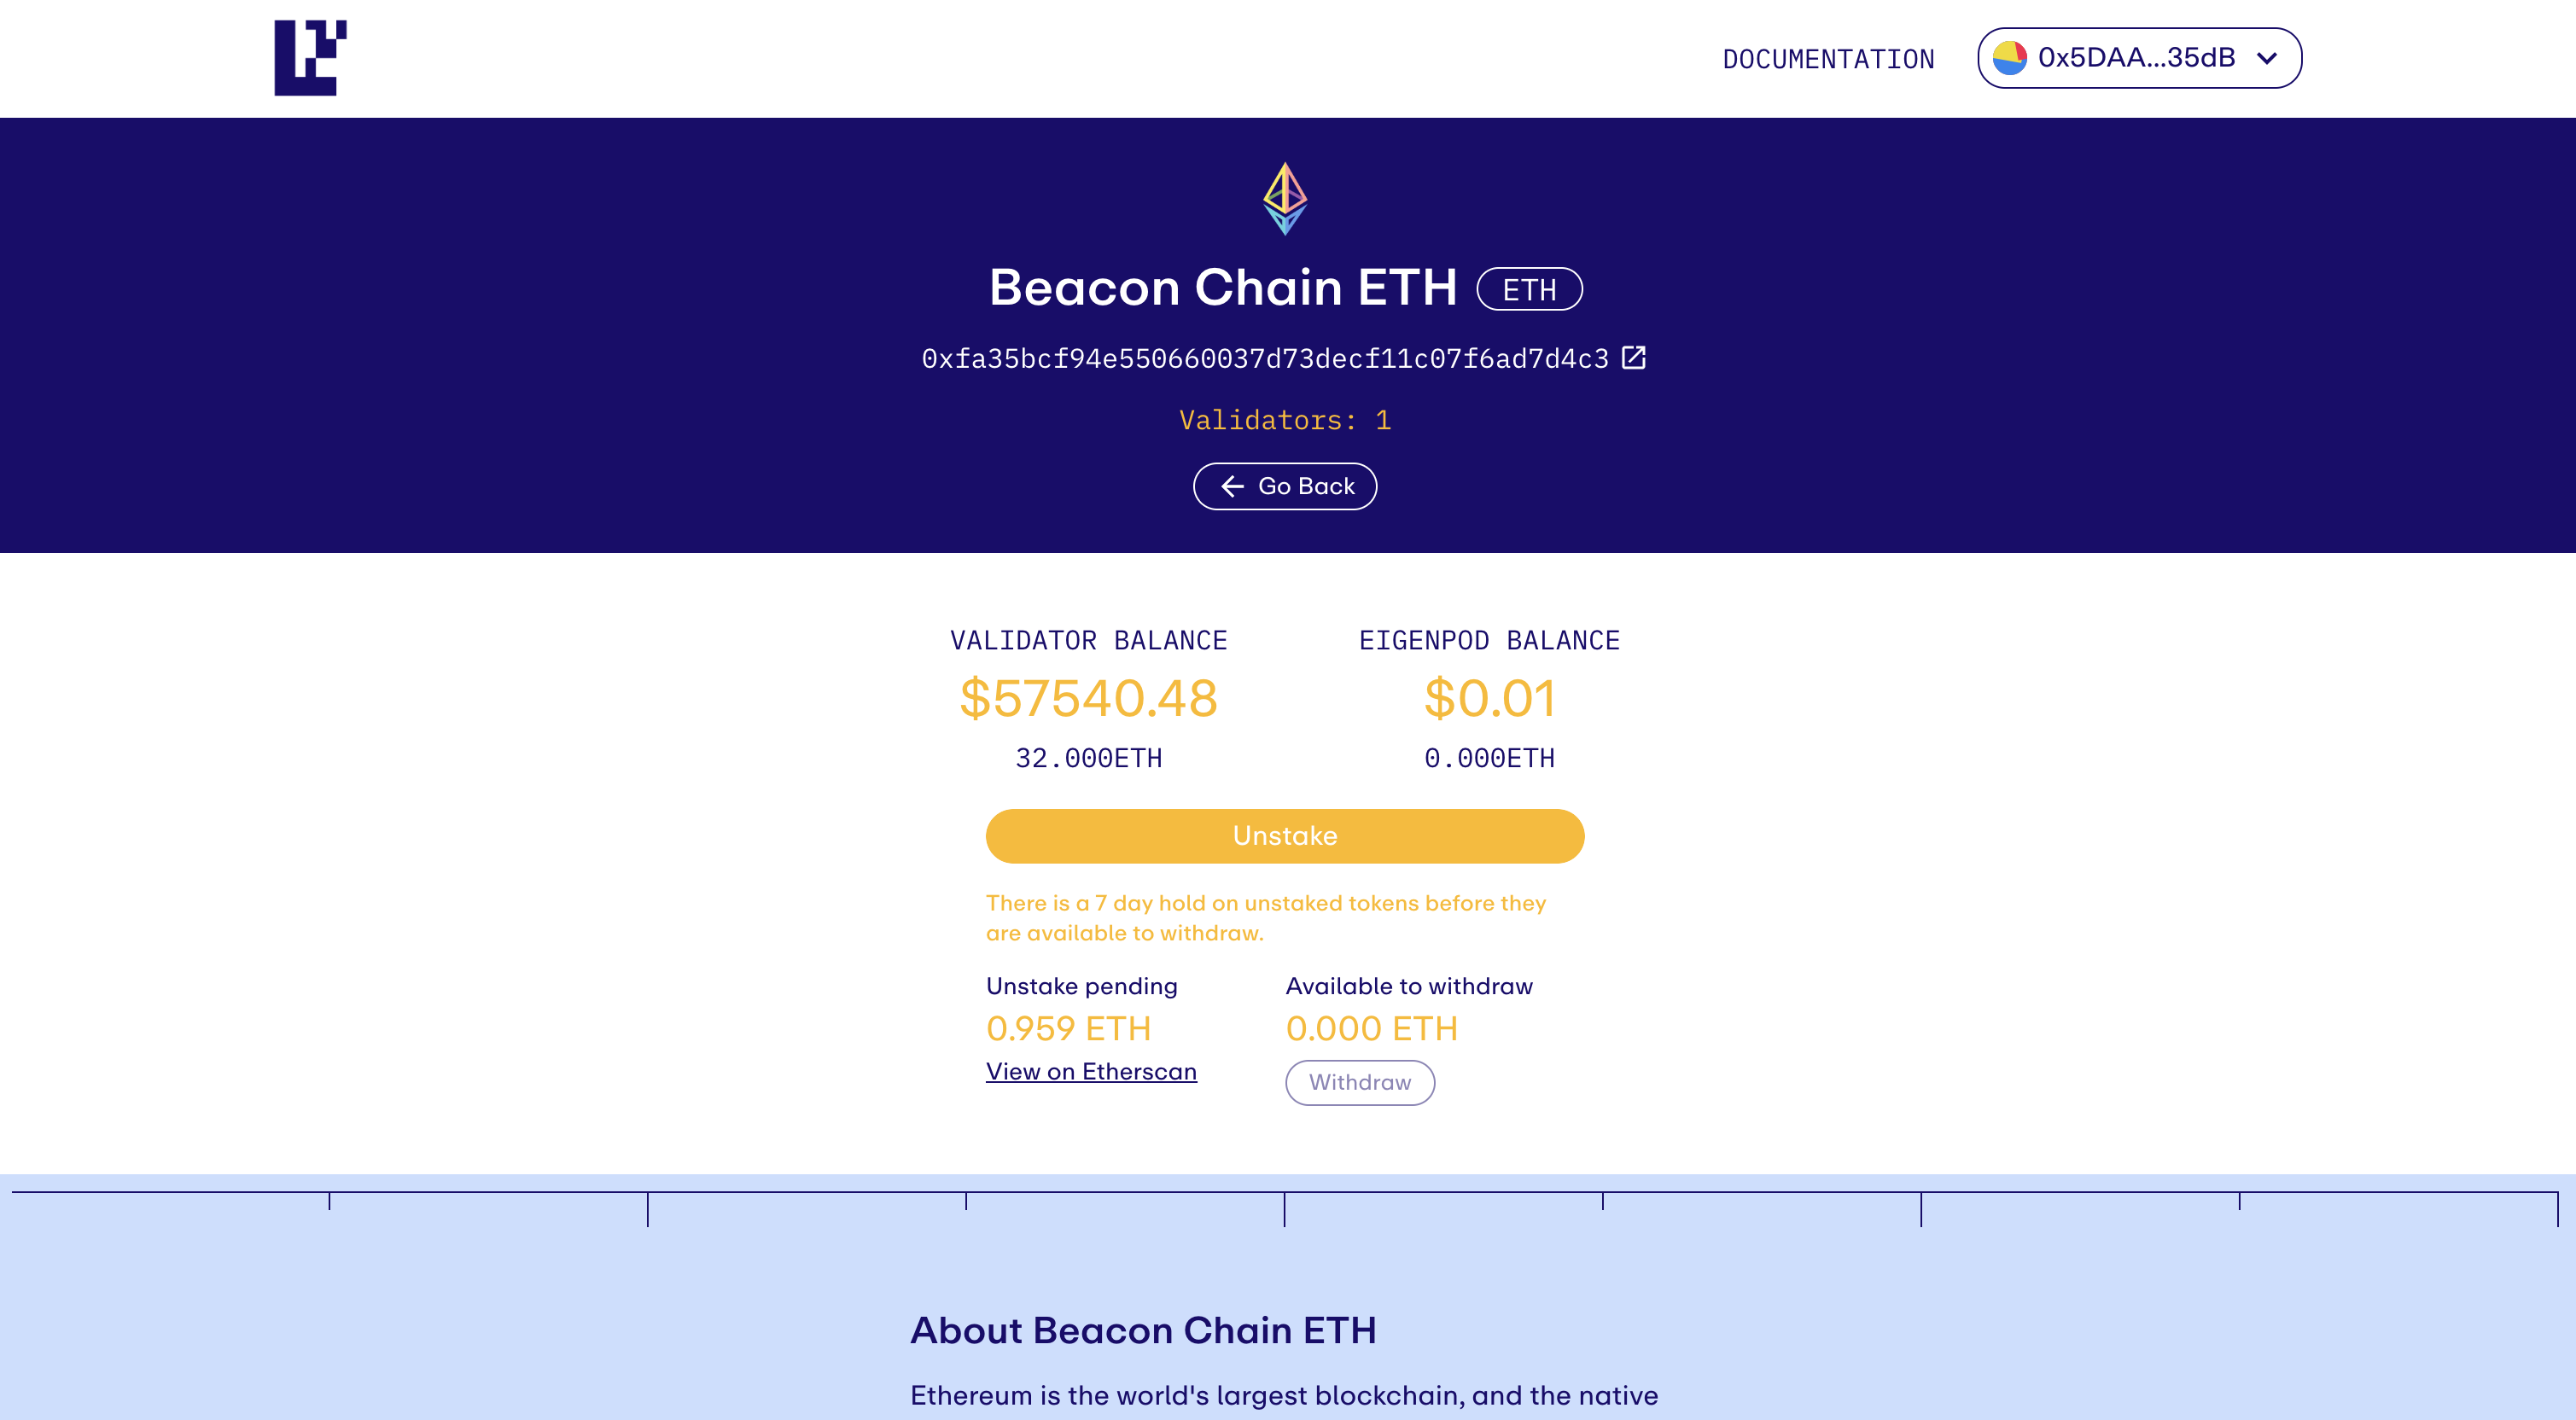 DOCUMENTATION
0x5DAA...35dB
Beacon Chain ETH
ETH
0xfa35bcf94e550660037d73decf11c07f6ad7d4c3
Validators: 1
Go Back
VALIDATOR BALANCE
$57540.48
32.000ETH
EIGENPOD BALANCE
$0.01
0.000ETH
Unstake
There is a 7 day hold on unstaked tokens before they
are available to withdraw.
Unstake pending
0.959 ETH
View on Etherscan
Available to withdraw
0.000 ETH
Withdraw
About Beacon Chain ETH
Ethereum is the world's largest blockchain, and the native